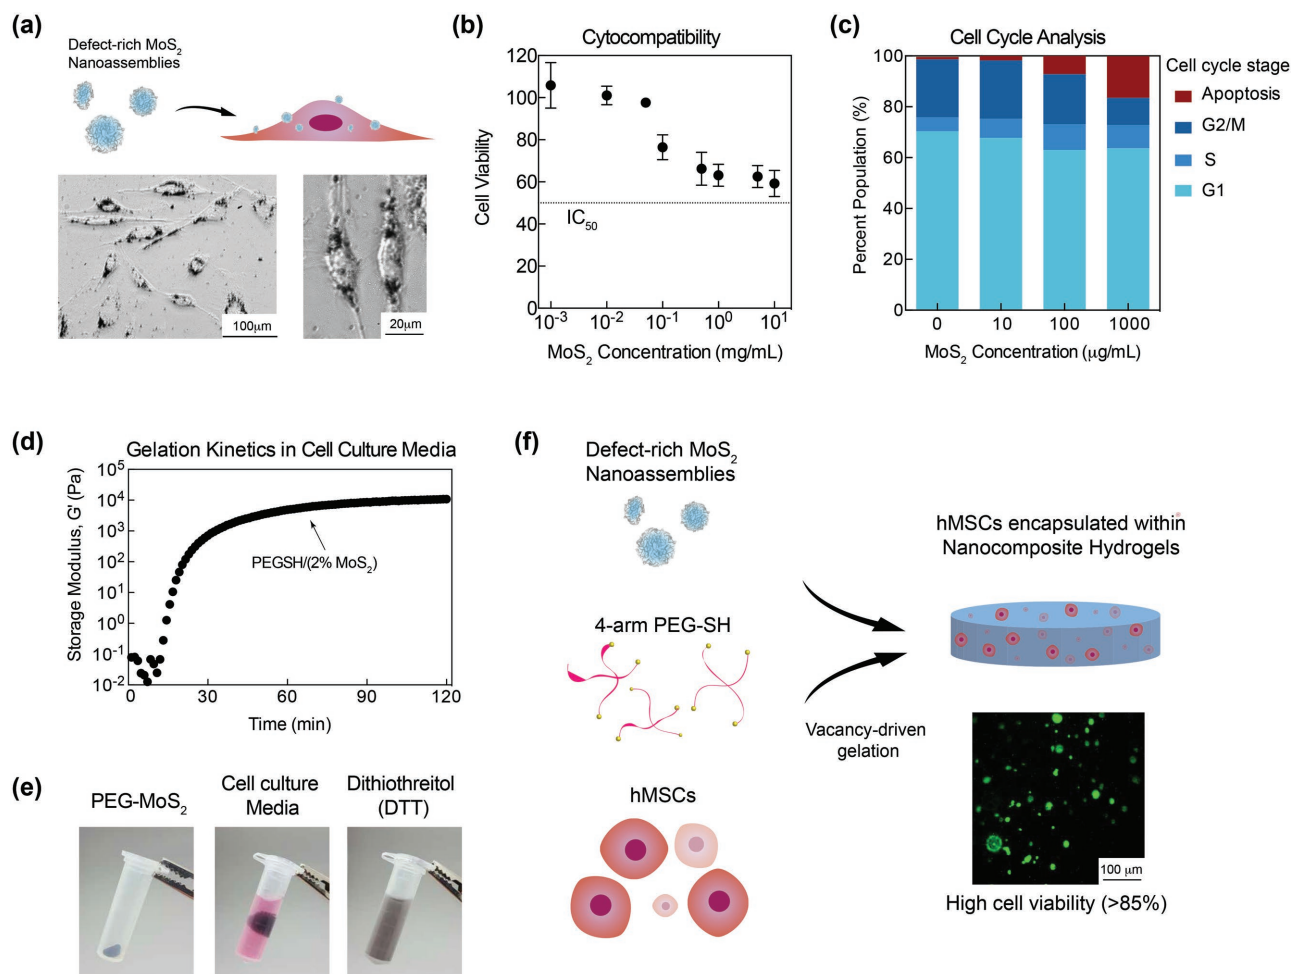 (a)
Defect-rich MoS₂
Nanoassemblies
100μm
20μm
(b)
Cytocompatibility
Cell Viability
120
100
80
60
40
20
0
IC₅₀
10⁻³ 10⁻² 10⁻¹ 10⁰ 10¹
MoS₂ Concentration (mg/mL)
(c)
Cell Cycle Analysis
Percent Population (%)
100
80
60
40
20
0
0 10 100 1000
MoS₂ Concentration (μg/mL)
Cell cycle stage
Apoptosis
G2/M
S
G1
(d)
Gelation Kinetics in Cell Culture Media
Storage Modulus, G' (Pa)
10⁵
10⁴
10³
10²
10¹
10⁰
10⁻¹
10⁻²
PEGSH/(2% MoS₂)
30 60 90 120
Time (min)
(e)
PEG-MoS₂
Cell culture
Media
Dithiothreitol
(DTT)
(f)
Defect-rich MoS₂
Nanoassemblies
4-arm PEG-SH
hMSCs
Vacancy-driven
gelation
hMSCs encapsulated within
Nanocomposite Hydrogels
100 μm
High cell viability (>85%)